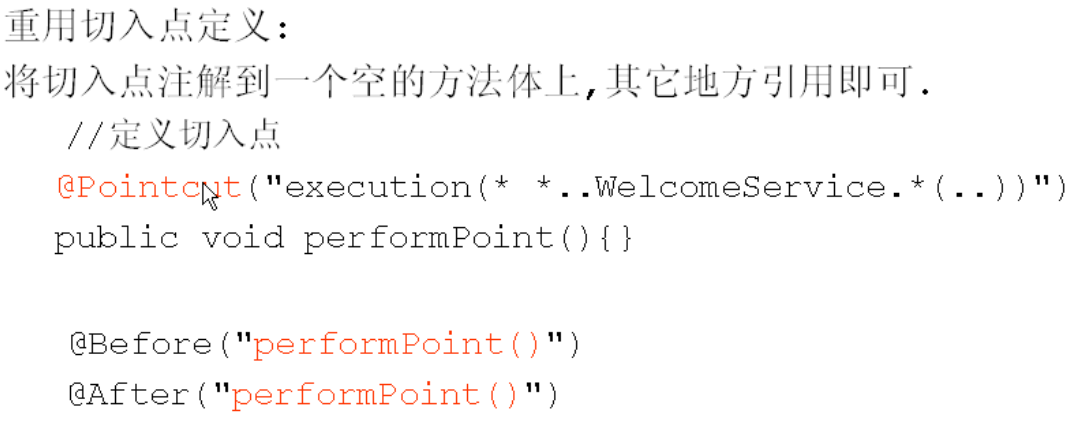 重用切入点定义:
将切入点注解到一个空的方法体上,其它地方引用即可.
//定义切入点
@Pointcut("execution(* *..WelcomeService.*(..))")
public void performPoint(){}
@Before("performPoint()")
@After("performPoint()")